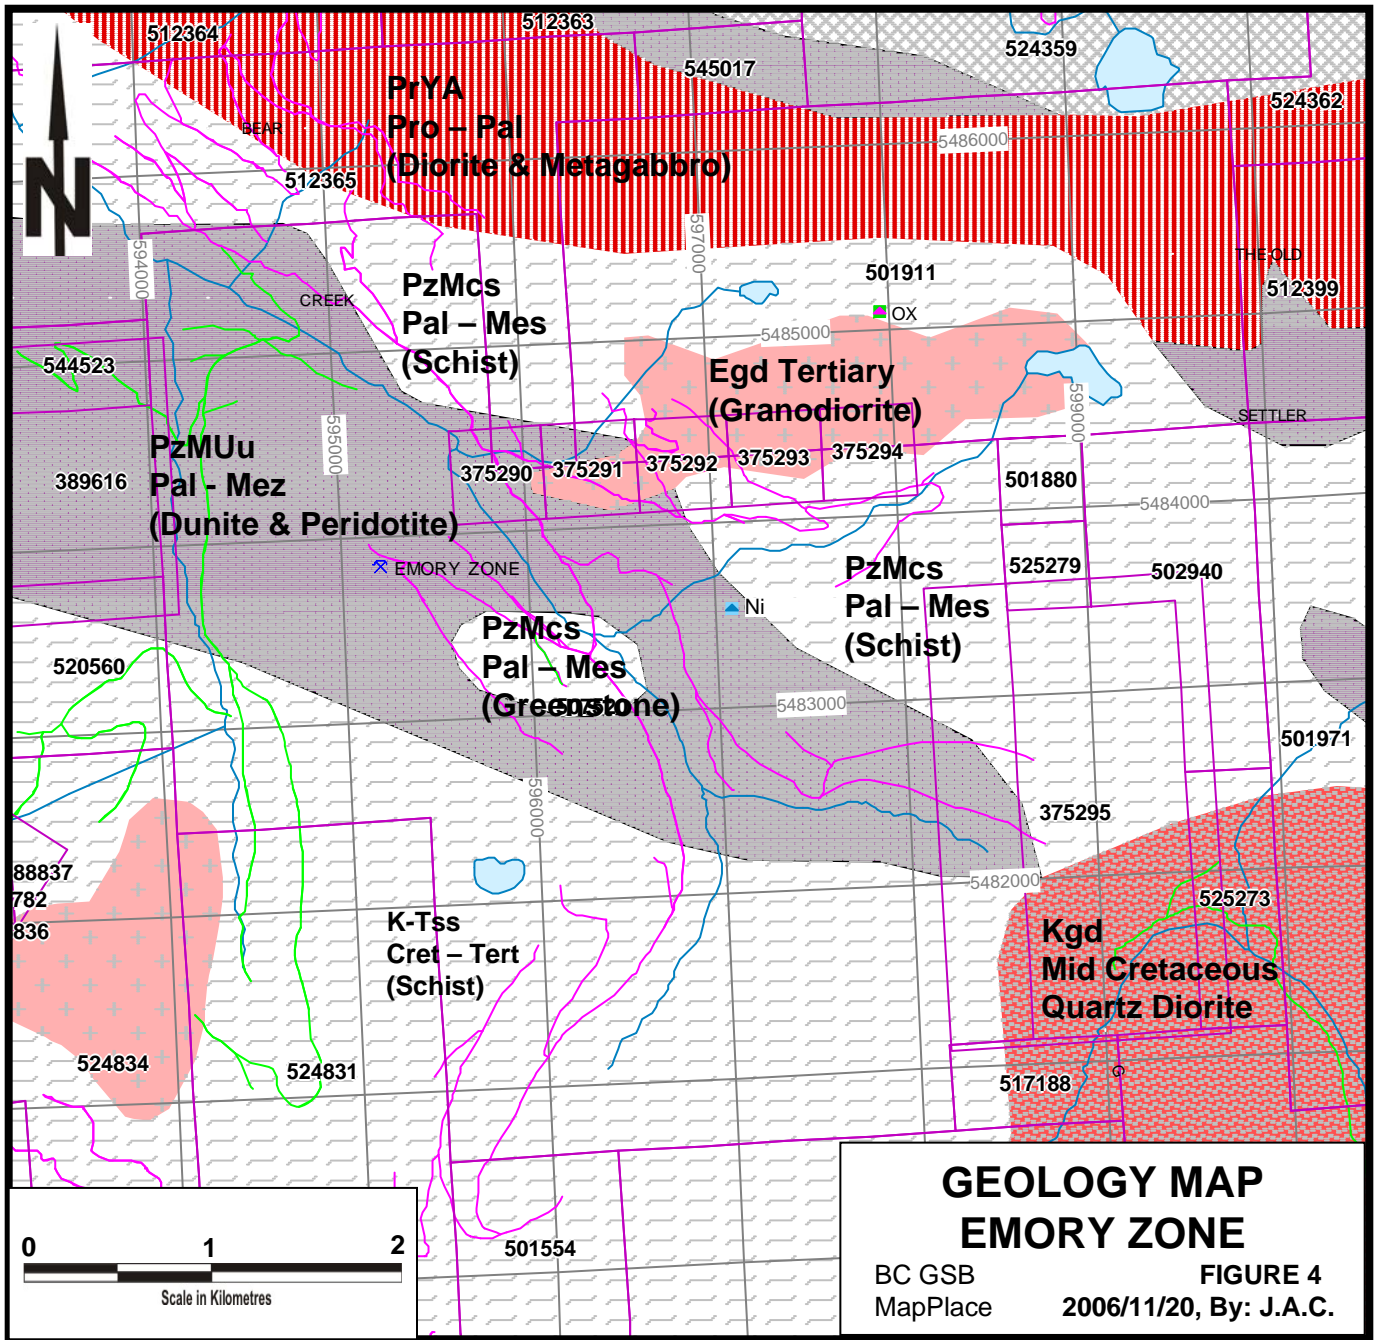 512364
512363
524359
545017
524362
PrYA
Pro – Pal
(Diorite & Metagabbro)
BEAR
5486000
512365
N
594000
597000
THE OLD
501911
512399
PzMcs
Pal – Mes
(Schist)
CREEK
OX
5485000
544523
Egd Tertiary
(Granodiorite)
599000
SETTLER
595000
PzMUu
Pal - Mez
(Dunite & Peridotite)
389616
375290
375291
375292
375293
375294
501880
5484000
EMORY ZONE
525279
502940
PzMcs
Pal – Mes
(Schist)
Ni
PzMcs
Pal – Mes
(Greenstone)
520560
5483000
501971
596000
375295
88837
782
836
5482000
525273
K-Tss
Cret – Tert
(Schist)
Kgd
Mid Cretaceous
Quartz Diorite
524834
524831
517188
501554
0 1 2
Scale in Kilometres
GEOLOGY MAP
EMORY ZONE
BC GSB FIGURE 4
MapPlace 2006/11/20, By: J.A.C.